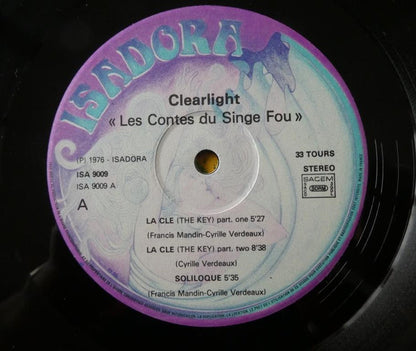 ISADORA
Clearlight
« Les Contes du Singe Fou »
(P) 1976 - ISADORA
ISA 9009
ISA 9009 A
A
33 TOURS
STEREO
SACEM
SDRM
LA CLE (THE KEY) part. one 5'27
(Francis Mandin-Cyrille Verdeaux)
LA CLE (THE KEY) part. two 8'38
(Cyrille Verdeaux)
SOLILOQUE 5'35
(Francis Mandin-Cyrille Verdeaux)